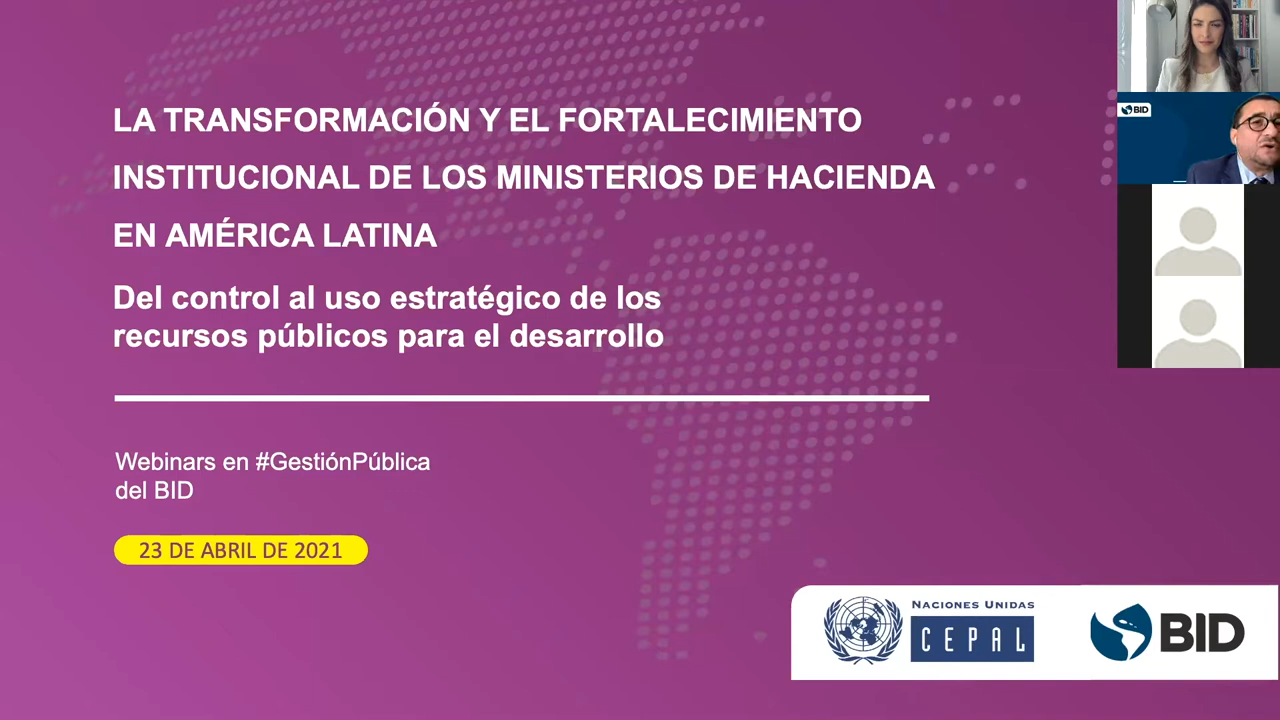 LA TRANSFORMACIÓN Y EL FORTALECIMIENTO
INSTITUCIONAL DE LOS MINISTERIOS DE HACIENDA
EN AMÉRICA LATINA
Del control al uso estratégico de los
recursos públicos para el desarrollo
Webinars en #GestiónPública
del BID
23 DE ABRIL DE 2021
NACIONES UNIDAS
CEPAL
BID
BID